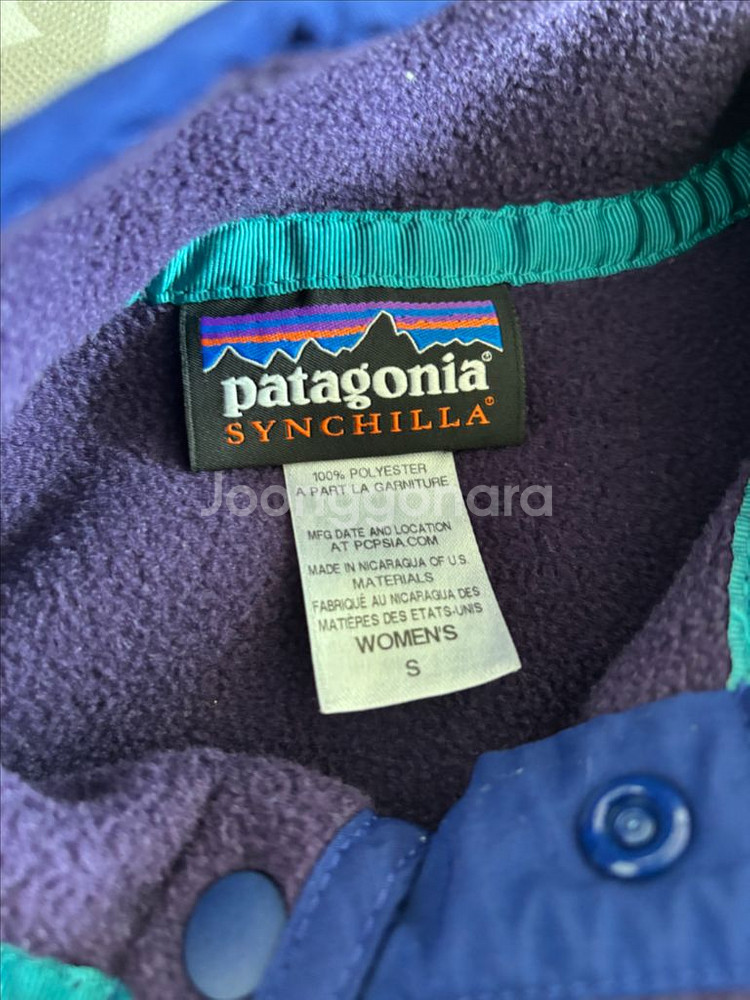 patagonia®
SYNCHILLA®
100% POLYESTER
A PART LA GARNITURE
Joonggonara
MFG DATE AND LOCATION
AT PCPSIA.COM
MADE IN NICARAGUA OF U.S.
MATERIALS
FABRIQUÉ AU NICARAGUA DES
MATIÈRES DES ETATS-UNIS
WOMEN'S
S